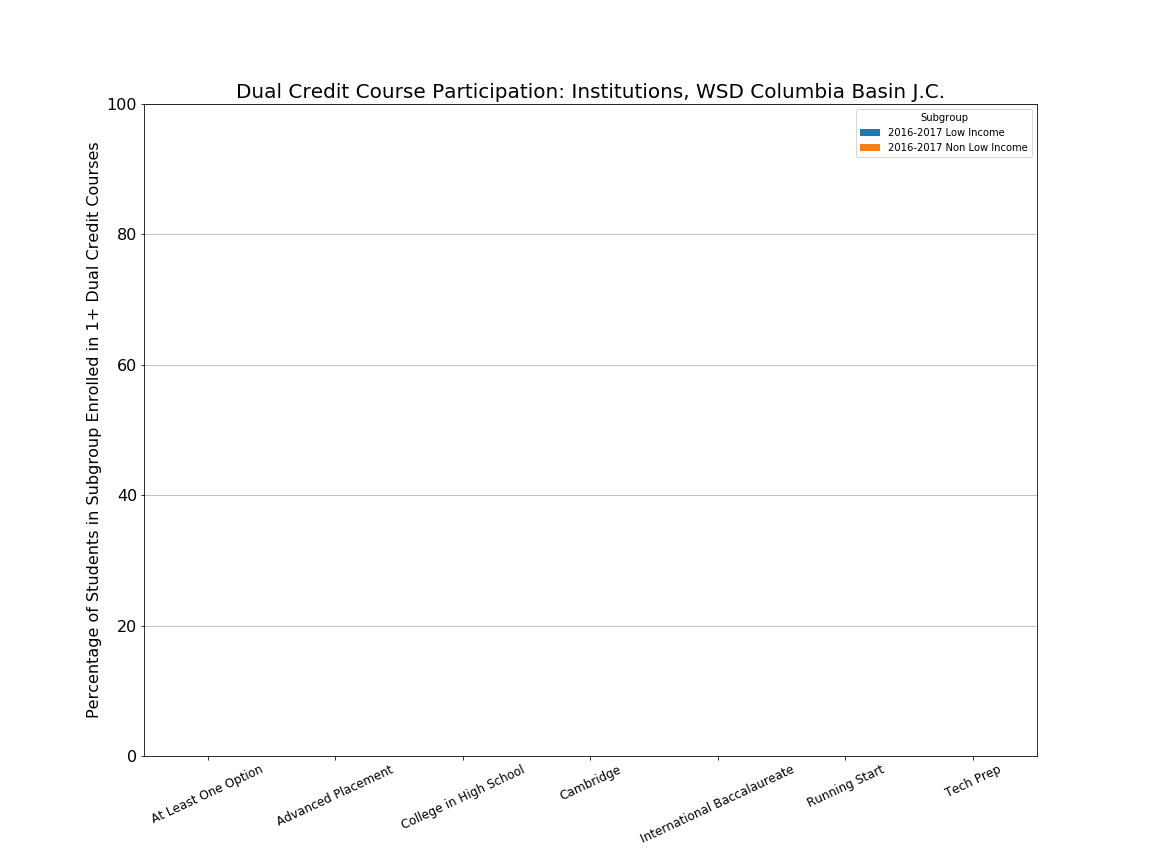 Dual Credit Course Participation: Institutions, WSD Columbia Basin J.C.
Subgroup
2016-2017 Low Income
2016-2017 Non Low Income
Percentage of Students in Subgroup Enrolled in 1+ Dual Credit Courses
100
80
60
40
20
0
At Least One Option
Advanced Placement
College in High School
Cambridge
International Baccalaureate
Running Start
Tech Prep